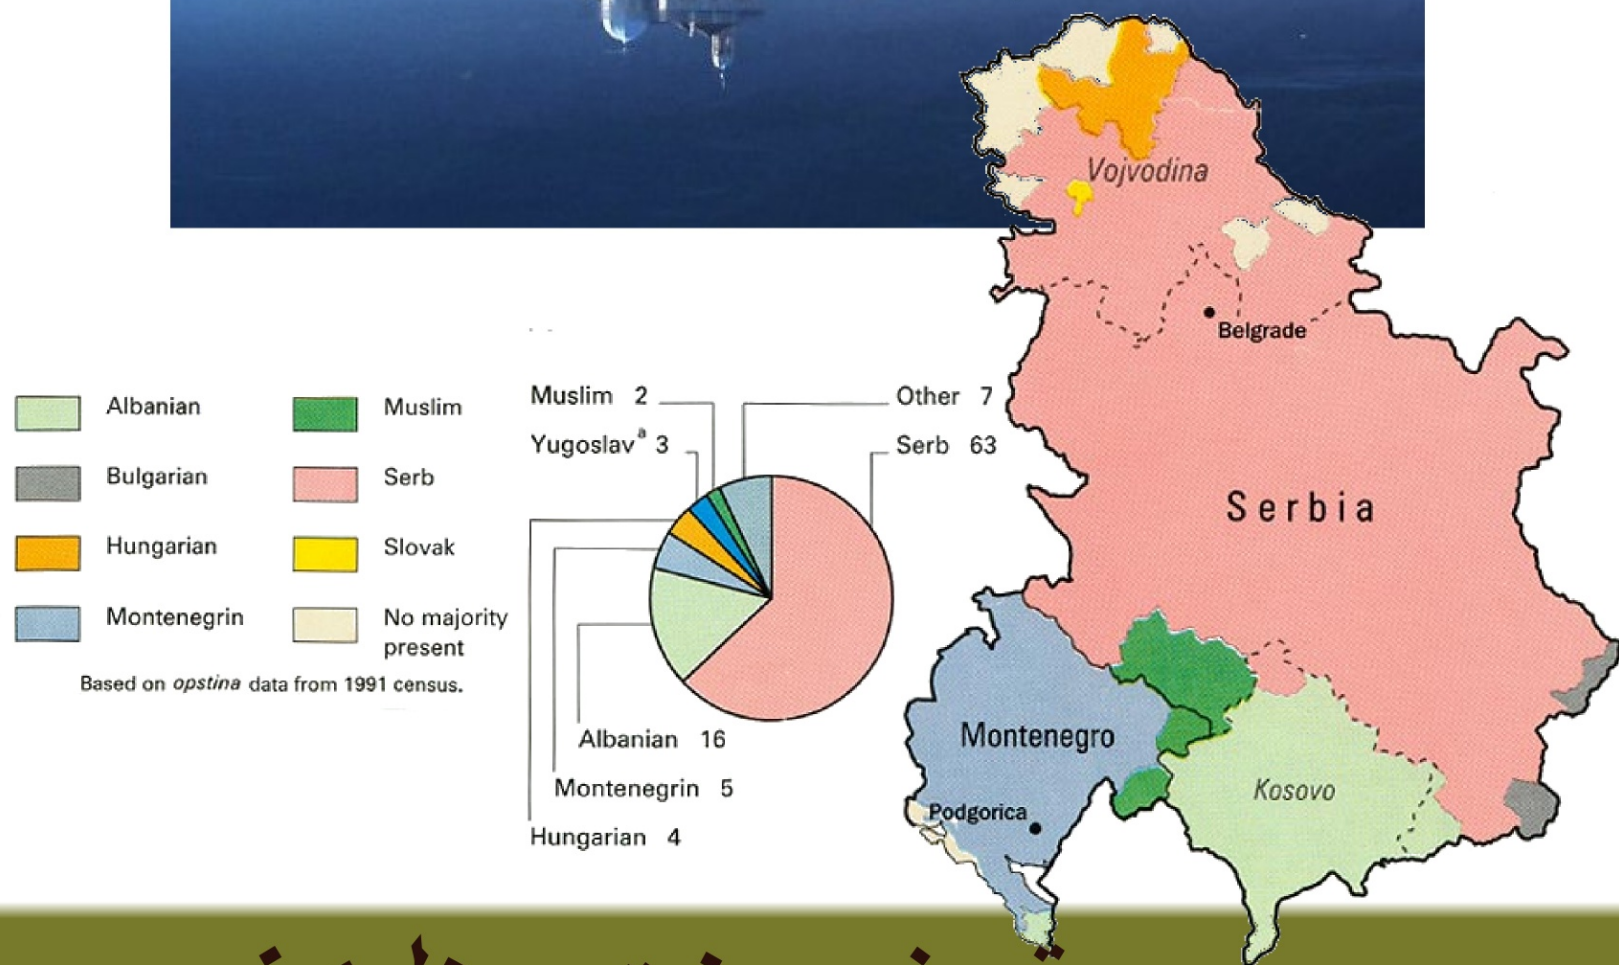 Vojvodina
Belgrade
Serbia
Montenegro
Kosovo
Podgorica
Albanian
Muslim
Bulgarian
Serb
Hungarian
Slovak
Montenegrin
No majority
present
Based on opstina data from 1991 census.
Muslim 2
Other 7
Yugoslavᵃ 3
Serb 63
Albanian 16
Montenegrin 5
Hungarian 4